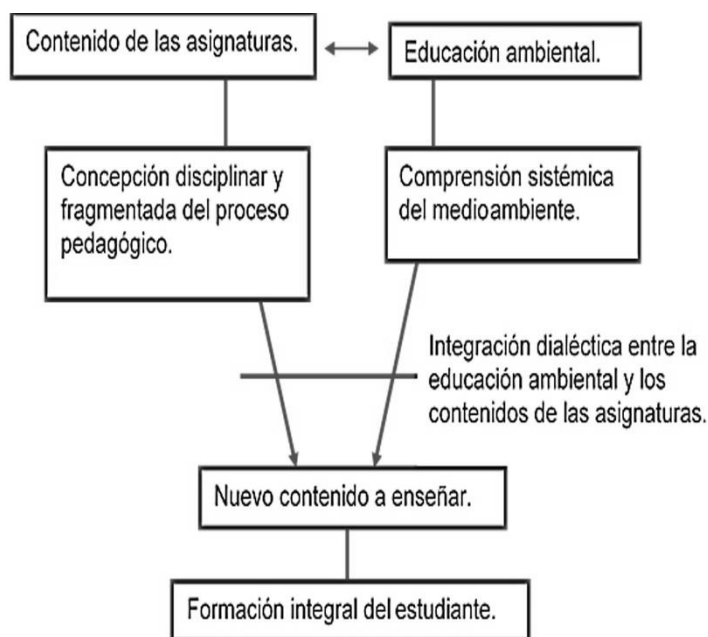 Contenido de las asignaturas.
Educación ambiental.
Concepción disciplinar y
fragmentada del proceso
pedagógico.
Comprensión sistémica
del medioambiente.
Integración dialéctica entre la
educación ambiental y los
contenidos de las asignaturas.
Nuevo contenido a enseñar.
Formación integral del estudiante.